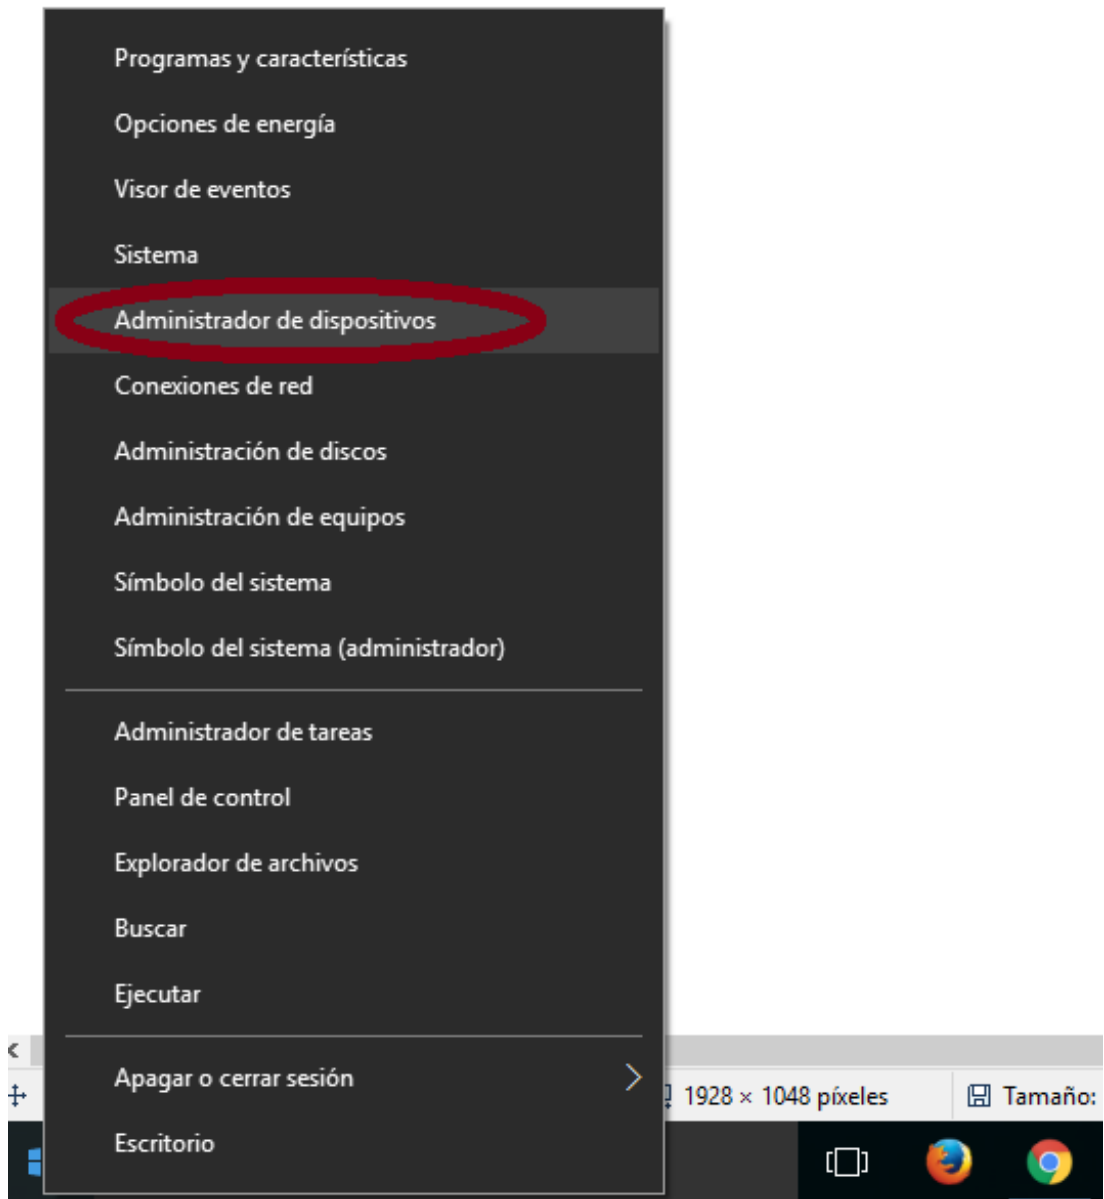 Programas y características
Opciones de energía
Visor de eventos
Sistema
Administrador de dispositivos
Conexiones de red
Administración de discos
Administración de equipos
Símbolo del sistema
Símbolo del sistema (administrador)
Administrador de tareas
Panel de control
Explorador de archivos
Buscar
Ejecutar
Apagar o cerrar sesión
1928 × 1048 píxeles
Tamaño:
Escritorio